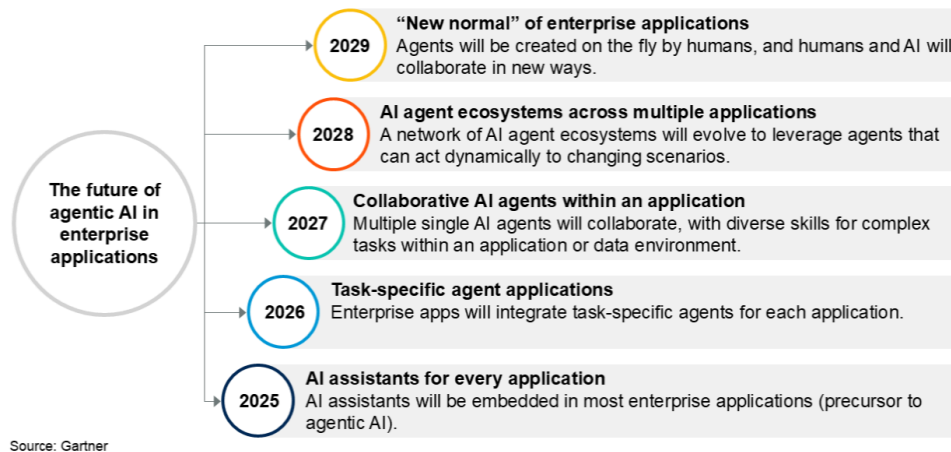 “New normal” of enterprise applications
2029
Agents will be created on the fly by humans, and humans and AI will
collaborate in new ways.
AI agent ecosystems across multiple applications
2028
A network of AI agent ecosystems will evolve to leverage agents that
can act dynamically to changing scenarios.
The future of
agentic AI in
enterprise
applications
Collaborative AI agents within an application
2027
Multiple single AI agents will collaborate, with diverse skills for complex
tasks within an application or data environment.
Task-specific agent applications
2026
Enterprise apps will integrate task-specific agents for each application.
AI assistants for every application
2025
AI assistants will be embedded in most enterprise applications (precursor to
agentic AI).
Source: Gartner